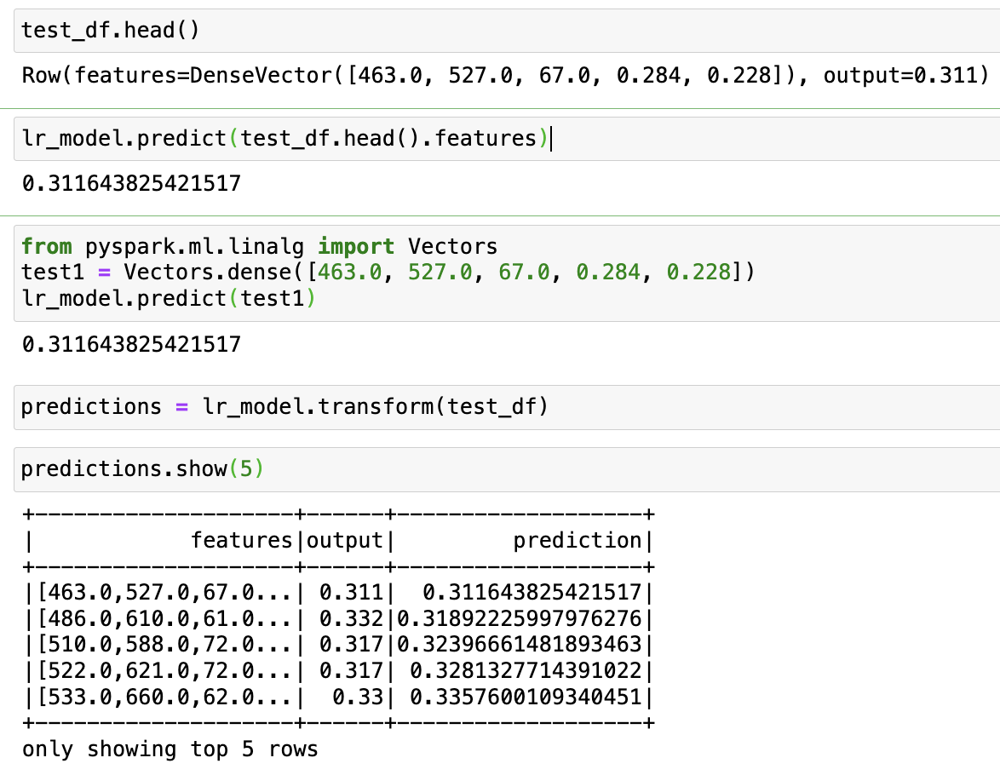 test_df.head()
Row(features=DenseVector([463.0, 527.0, 67.0, 0.284, 0.228]), output=0.311)
lr_model.predict(test_df.head().features)
0.311643825421517
from pyspark.ml.linalg import Vectors
test1 = Vectors.dense([463.0, 527.0, 67.0, 0.284, 0.228])
lr_model.predict(test1)
0.311643825421517
predictions = lr_model.transform(test_df)
predictions.show(5)
+--------------------+------+-------------------+
|            features|output|         prediction|
+--------------------+------+-------------------+
|[463.0,527.0,67.0...| 0.311|  0.311643825421517|
|[486.0,610.0,61.0...| 0.332|0.31892225997976276|
|[510.0,588.0,72.0...| 0.317|0.32396661481893463|
|[522.0,621.0,72.0...| 0.317| 0.3281327714391022|
|[533.0,660.0,62.0...|  0.33| 0.3357600109340451|
+--------------------+------+-------------------+
only showing top 5 rows